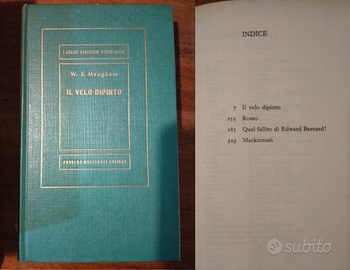 I GRANDI NARRATORI D'OGNI PAESE
W. S. Maugham
IL VELO DIPINTO
ARNOLDO MONDADORI EDITORE
INDICE
7 Il velo dipinto
253 Rosso
285 Quel fallito di Edward Barnard!
329 Mackintosh
subito